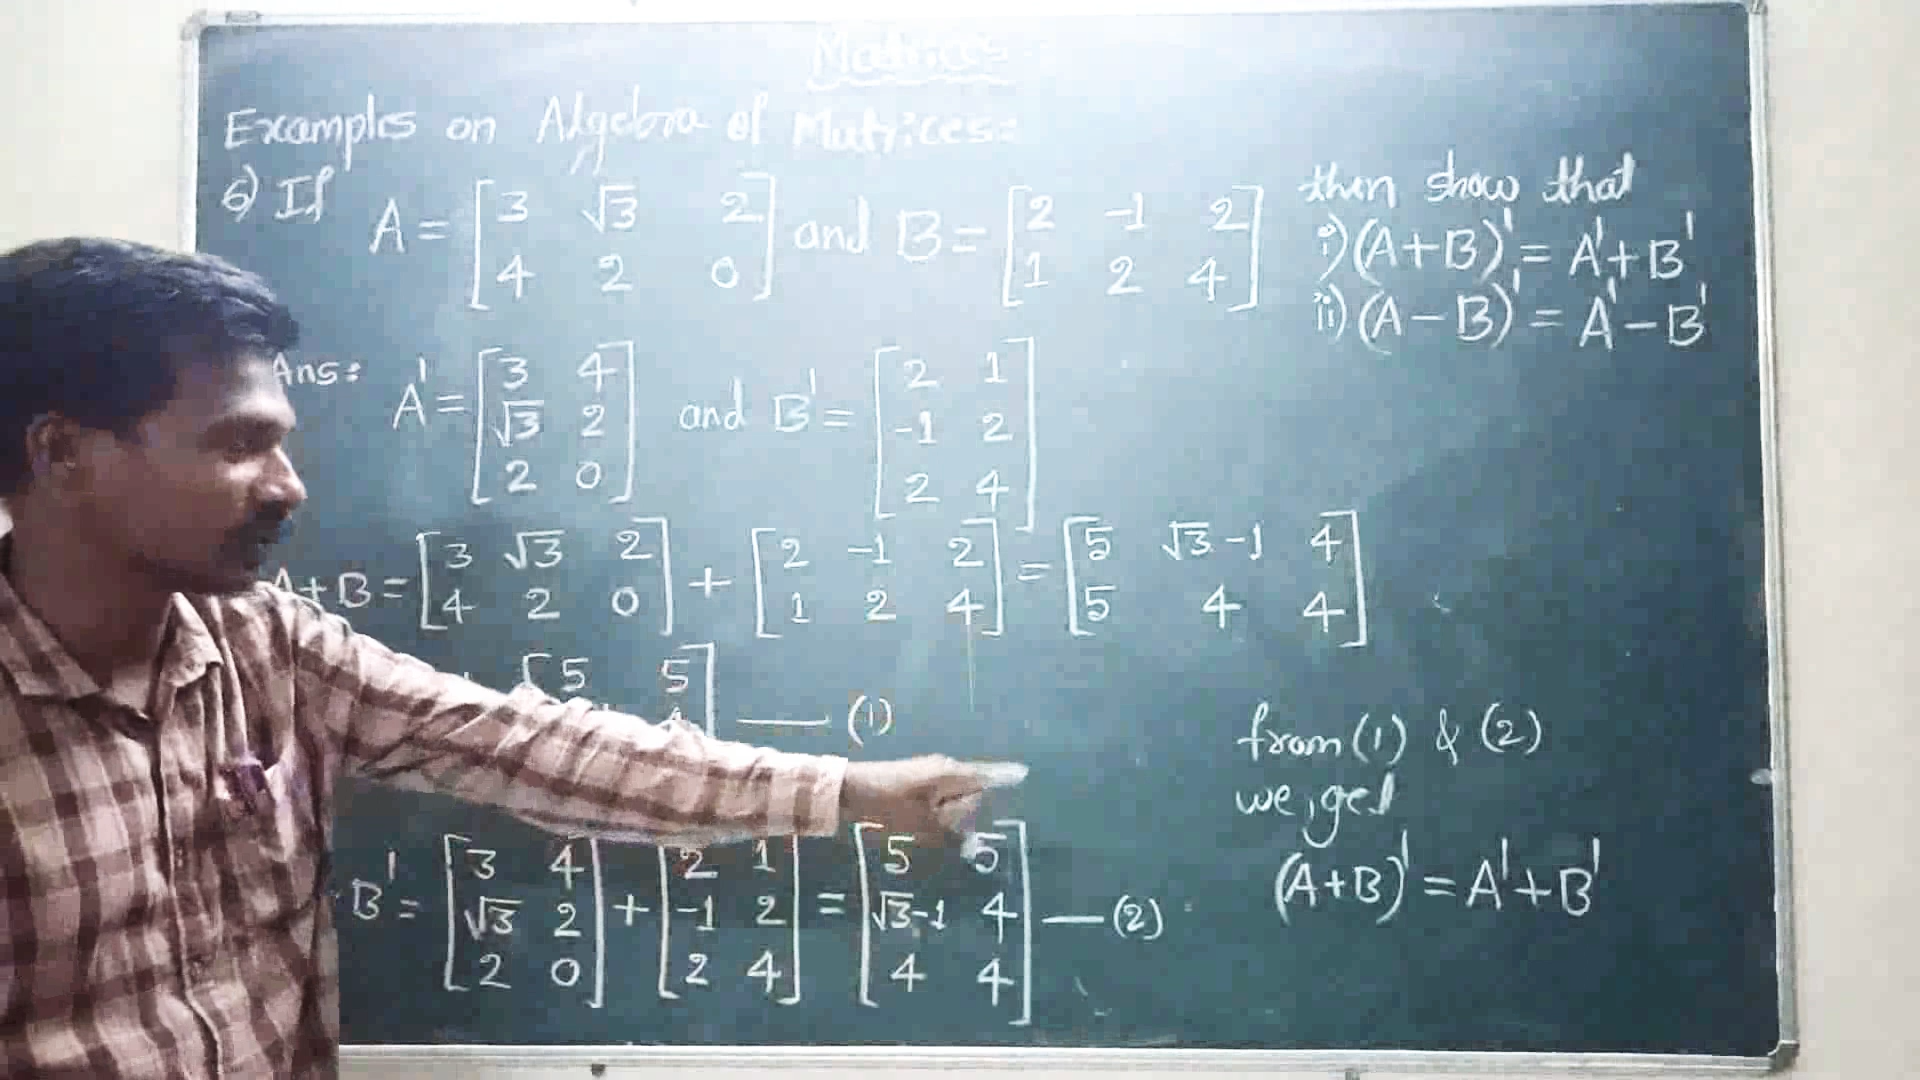 Matrices
Examples on Algebra of Matrices:
6) If A = [3 √3 2 and B = [2 -1 2 then show that
4 2 0] 1 2 4] i) (A+B)' = A'+B'
ii) (A-B)' = A'-B'
Ans: A' = [3 4 and B' = [2 1
√3 2 -1 2
2 0] 2 4]
A+B = [3 √3 2 + [2 -1 2 = [5 √3-1 4
4 2 0] 1 2 4] 5 4 4]
[5 5] — (1)
B' = [3 4 + [2 1 = [5 5
√3 2 -1 2 √3-1 4 — (2)
2 0] 2 4] 4 4]
from (1) & (2)
we, get
(A+B)' = A'+B'